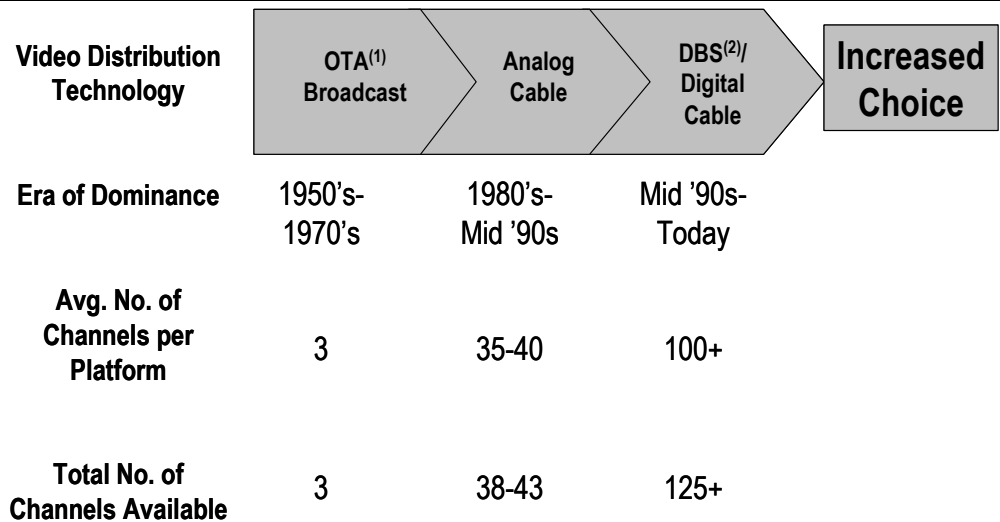 Video Distribution
Technology
OTA(1)
Broadcast
Analog
Cable
DBS(2)/
Digital
Cable
Increased
Choice
Era of Dominance
1950’s-
1970’s
1980’s-
Mid ’90s
Mid ’90s-
Today
Avg. No. of
Channels per
Platform
3
35-40
100+
Total No. of
Channels Available
3
38-43
125+